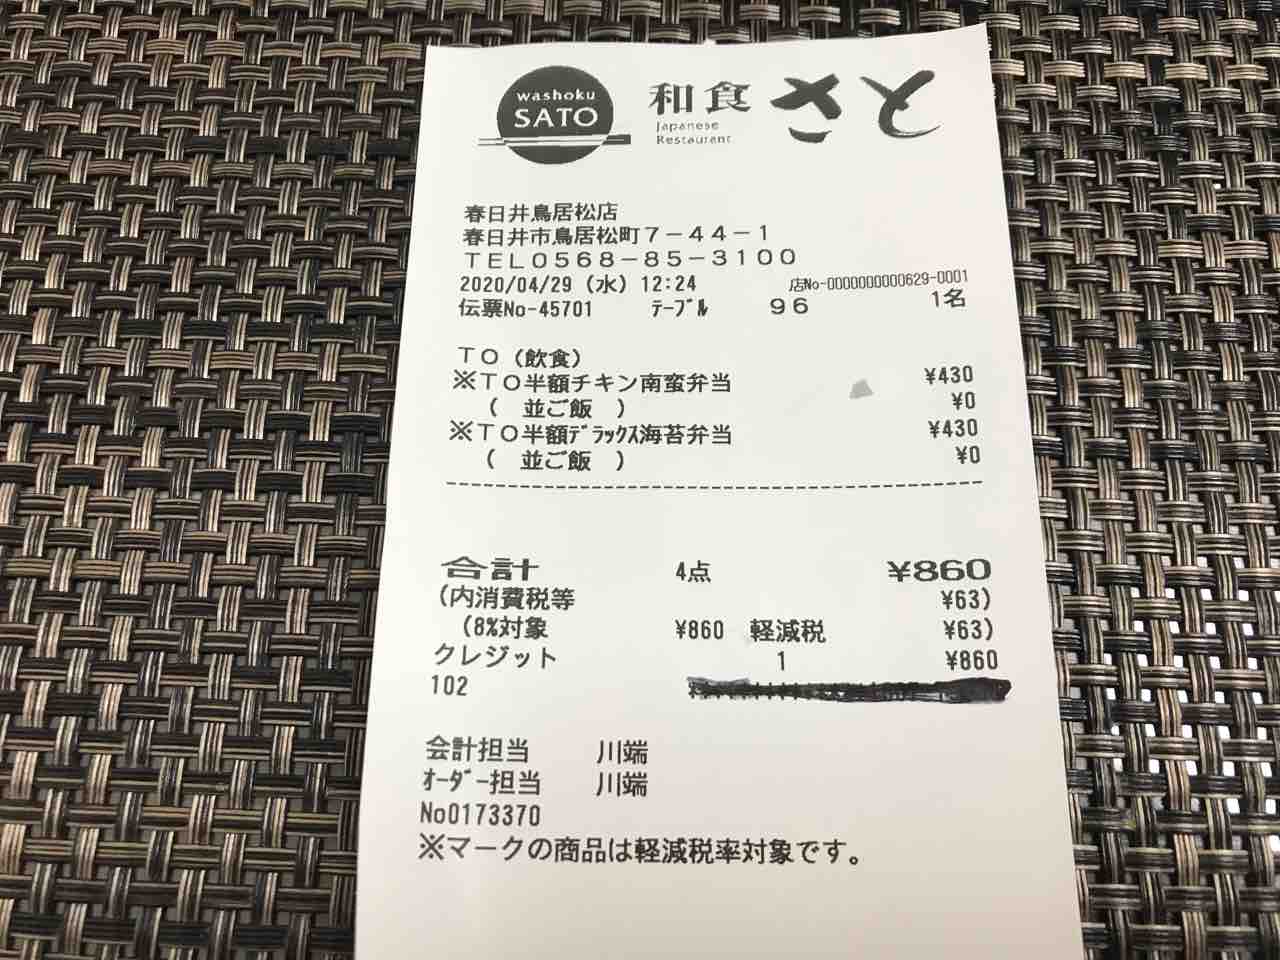 washoku
SATO
和食 さと
Japanese
Restaurant
春日井鳥居松店
春日井市鳥居松町7-44-1
TEL0568-85-3100
2020/04/29 (水) 12:24 店No-0000000000629-0001
伝票No-45701 テーブル 96 1名
TO(飲食)
※TO半額チキン南蛮弁当 ¥430
( 並ご飯 ) ¥0
※TO半額デラックス海苔弁当 ¥430
( 並ご飯 ) ¥0
合計 4点 ¥860
(内消費税等 ¥63)
(8%対象 ¥860 軽減税 ¥63)
クレジット 1 ¥860
102
会計担当 川端
オーダー担当 川端
No0173370
※マークの商品は軽減税率対象です。